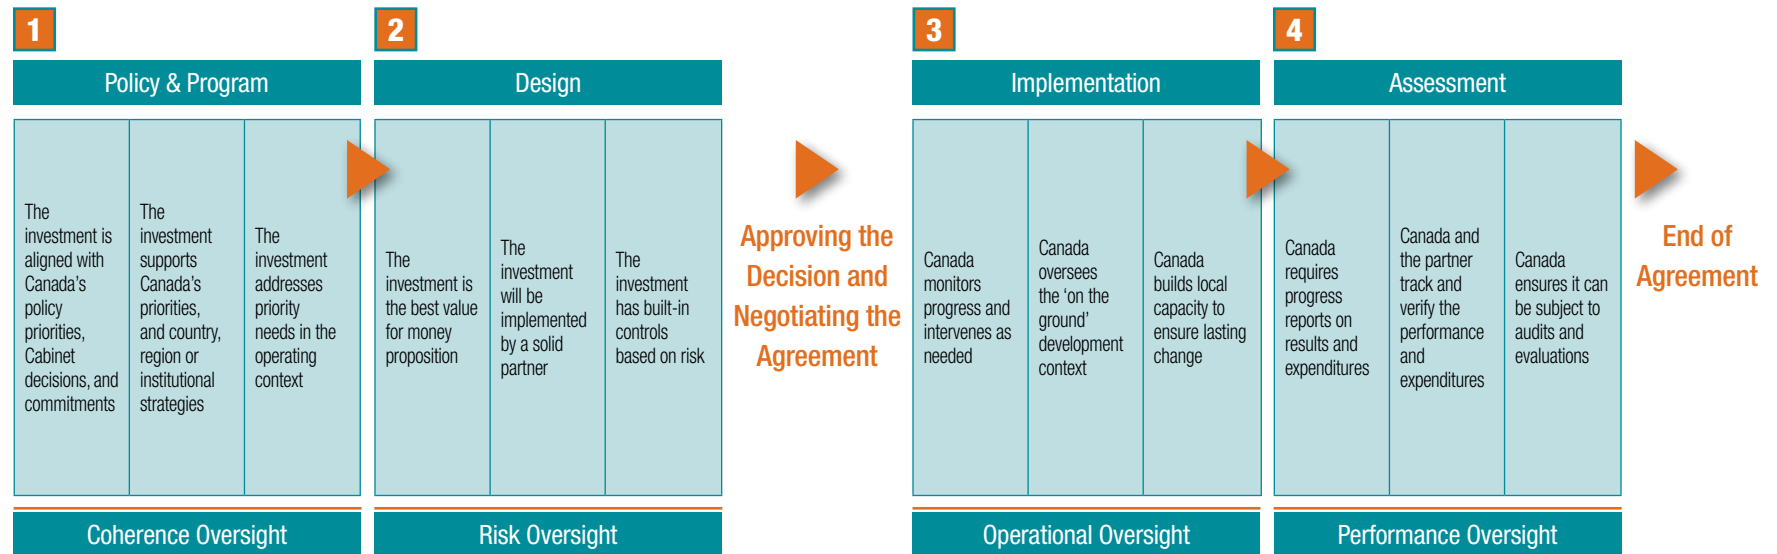 1
Policy & Program
The
investment is
aligned with
Canada's
policy
priorities,
Cabinet
decisions, and
commitments
The
investment
supports
Canada's
priorities,
and country,
region or
institutional
strategies
The
investment
addresses
priority
needs in the
operating
context
Coherence Oversight
2
Design
The
investment is
the best value
for money
proposition
The
investment
will be
implemented
by a solid
partner
The
investment
has built-in
controls
based on risk
Risk Oversight
Approving the
Decision and
Negotiating the
Agreement
3
Implementation
Canada
monitors
progress and
intervenes as
needed
Canada
oversees
the ‘on the
ground’
development
context
Canada
builds local
capacity to
ensure lasting
change
Operational Oversight
4
Assessment
Canada
requires
progress
reports on
results and
expenditures
Canada and
the partner
track and
verify the
performance
and
expenditures
Canada
ensures it can
be subject to
audits and
evaluations
Performance Oversight
End of
Agreement